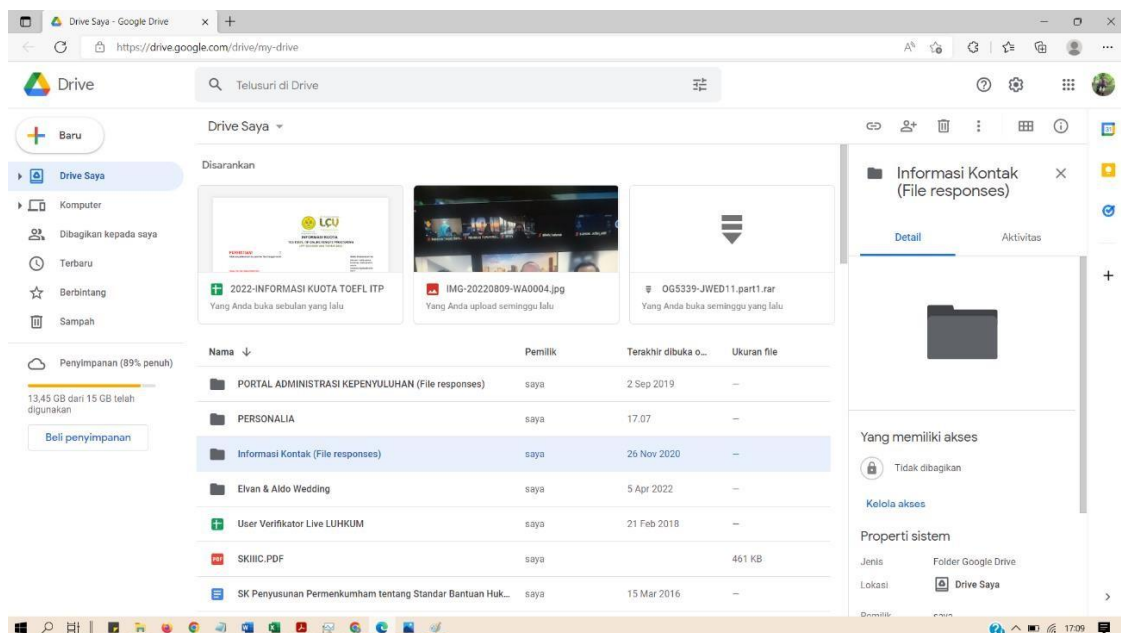 Drive Saya - Google Drive
https://drive.google.com/drive/my-drive
Drive
Telusuri di Drive
Baru
Drive Saya
Komputer
Dibagikan kepada saya
Terbaru
Berbintang
Sampah
Penyimpanan (89% penuh)
13,45 GB dari 15 GB telah
digunakan
Beli penyimpanan
Drive Saya
Disarankan
LCU
2022-INFORMASI KUOTA TOEFL ITP
Yang Anda buka sebulan yang lalu
IMG-20220809-WA0004.jpg
Yang Anda upload seminggu lalu
OG5339-JWED11.part1.rar
Yang Anda buka seminggu yang lalu
Nama Pemilik Terakhir dibuka o... Ukuran file
PORTAL ADMINISTRASI KEPENYULUHAN (File responses) saya 2 Sep 2019 —
PERSONALIA saya 17.07 —
Informasi Kontak (File responses) saya 26 Nov 2020 —
Elvan & Aldo Wedding saya 5 Apr 2022 —
User Verifikator Live LUHKUM saya 21 Feb 2018 —
PDF SKIIIC.PDF saya 461 KB
SK Penyusunan Permenkumham tentang Standar Bantuan Huk... saya 15 Mar 2016 —
Informasi Kontak
(File responses)
Detail Aktivitas
Yang memiliki akses
Tidak dibagikan
Kelola akses
Properti sistem
Jenis Folder Google Drive
Lokasi Drive Saya
Pemilik saya
31
17:09